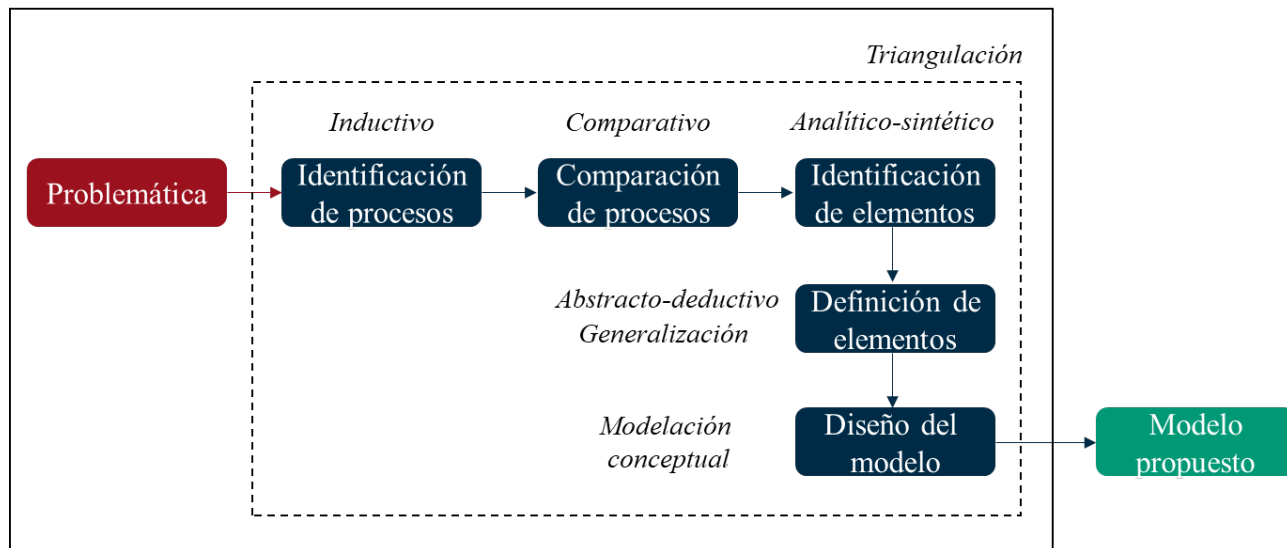 Triangulación
Inductivo
Comparativo
Analítico-sintético
Problemática
Identificación
de procesos
Comparación
de procesos
Identificación
de elementos
Abstracto-deductivo
Generalización
Definición de
elementos
Modelación
conceptual
Diseño del
modelo
Modelo
propuesto